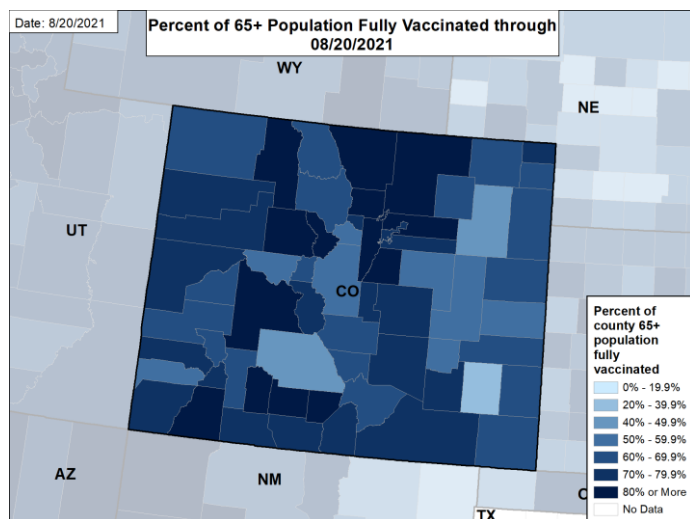 Date: 8/20/2021
Percent of 65+ Population Fully Vaccinated through
08/20/2021
WY
NE
UT
CO
Percent of
county 65+
population
fully
vaccinated
0% - 19.9%
20% - 39.9%
40% - 49.9%
50% - 59.9%
60% - 69.9%
70% - 79.9%
80% or More
No Data
AZ
NM
TX